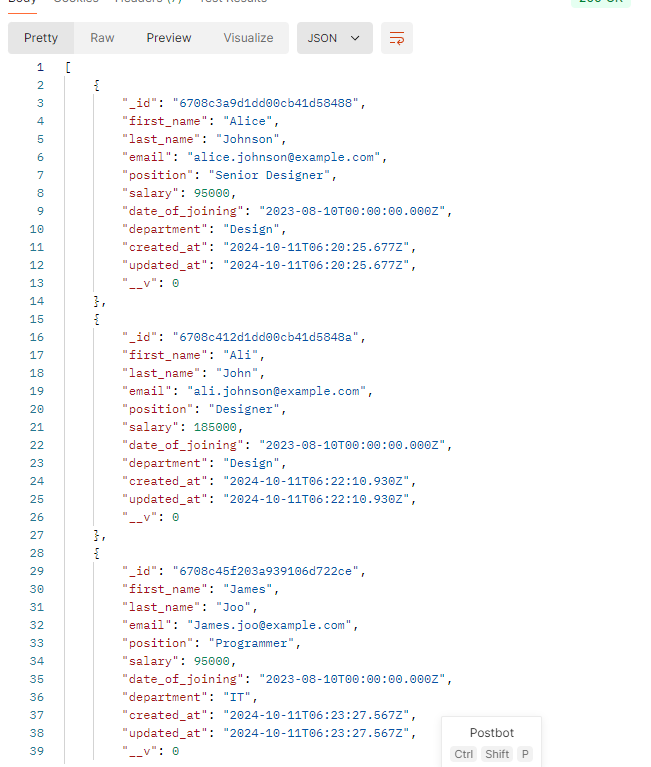 Body Cookies Headers (7) Test Results 200 OK
Pretty Raw Preview Visualize JSON
1 [
2 {
3 "_id": "6708c3a9d1dd00cb41d58488",
4 "first_name": "Alice",
5 "last_name": "Johnson",
6 "email": "alice.johnson@example.com",
7 "position": "Senior Designer",
8 "salary": 95000,
9 "date_of_joining": "2023-08-10T00:00:00.000Z",
10 "department": "Design",
11 "created_at": "2024-10-11T06:20:25.677Z",
12 "updated_at": "2024-10-11T06:20:25.677Z",
13 "__v": 0
14 },
15 {
16 "_id": "6708c412d1dd00cb41d5848a",
17 "first_name": "Ali",
18 "last_name": "John",
19 "email": "ali.johnson@example.com",
20 "position": "Designer",
21 "salary": 185000,
22 "date_of_joining": "2023-08-10T00:00:00.000Z",
23 "department": "Design",
24 "created_at": "2024-10-11T06:22:10.930Z",
25 "updated_at": "2024-10-11T06:22:10.930Z",
26 "__v": 0
27 },
28 {
29 "_id": "6708c45f203a939106d722ce",
30 "first_name": "James",
31 "last_name": "Joo",
32 "email": "James.joo@example.com",
33 "position": "Programmer",
34 "salary": 95000,
35 "date_of_joining": "2023-08-10T00:00:00.000Z",
36 "department": "IT",
37 "created_at": "2024-10-11T06:23:27.567Z",
38 "updated_at": "2024-10-11T06:23:27.567Z",
39 "__v": 0
Postbot
Ctrl Shift P